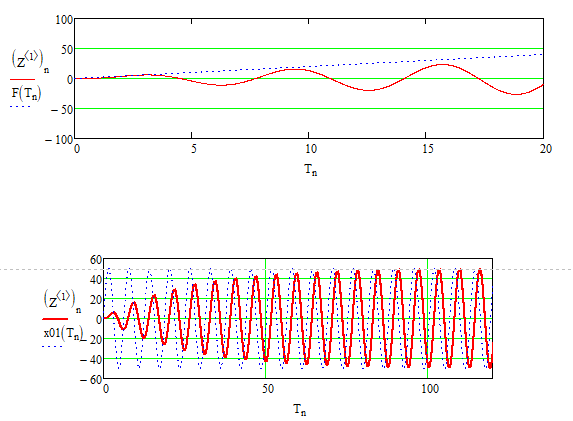 100
50
0
− 50
− 100
(Z⟨1⟩)n
F(Tn)
0 5 10 15 20
Tn
60
40
20
0
− 20
− 40
− 60
(Z⟨1⟩)n
x01(Tn)
0 50 100
Tn